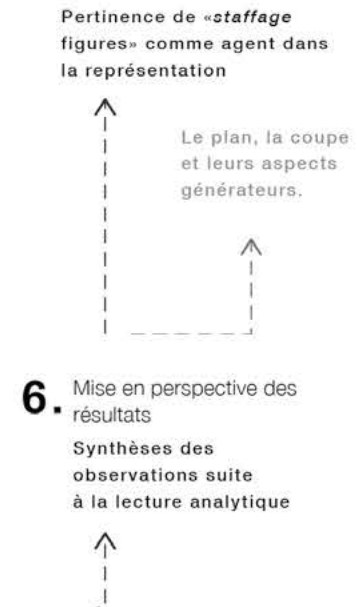 Pertinence de «staffage
figures» comme agent dans
la représentation
Le plan, la coupe
et leurs aspects
générateurs.
6. Mise en perspective des
résultats
Synthèses des
observations suite
à la lecture analytique